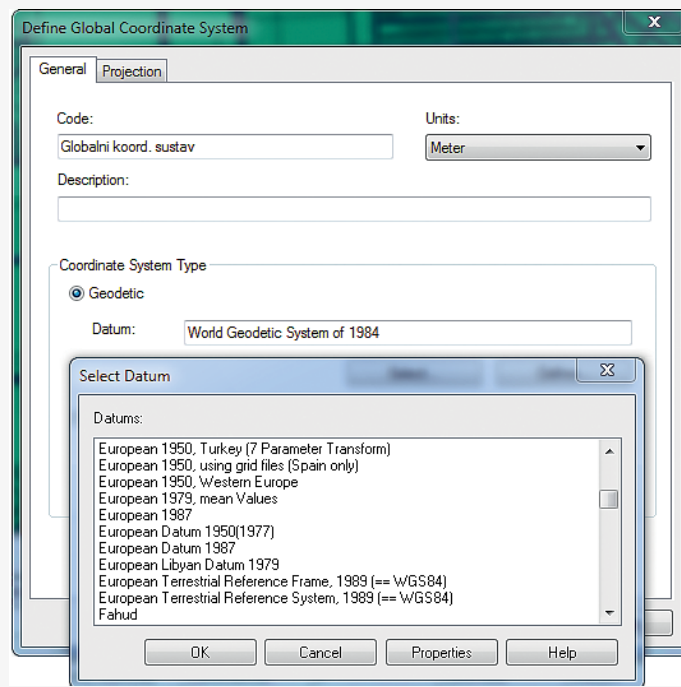 Define Global Coordinate System
General
Projection
Code:
Units:
Globalni koord. sustav
Meter
Description:
Coordinate System Type
Geodetic
Datum:
World Geodetic System of 1984
Select Datum
Datums:
European 1950, Turkey (7 Parameter Transform)
European 1950, using grid files (Spain only)
European 1950, Western Europe
European 1979, mean Values
European 1987
European Datum 1950(1977)
European Datum 1987
European Libyan Datum 1979
European Terrestrial Reference Frame, 1989 (== WGS84)
European Terrestrial Reference System, 1989 (== WGS84)
Fahud
OK
Cancel
Properties
Help